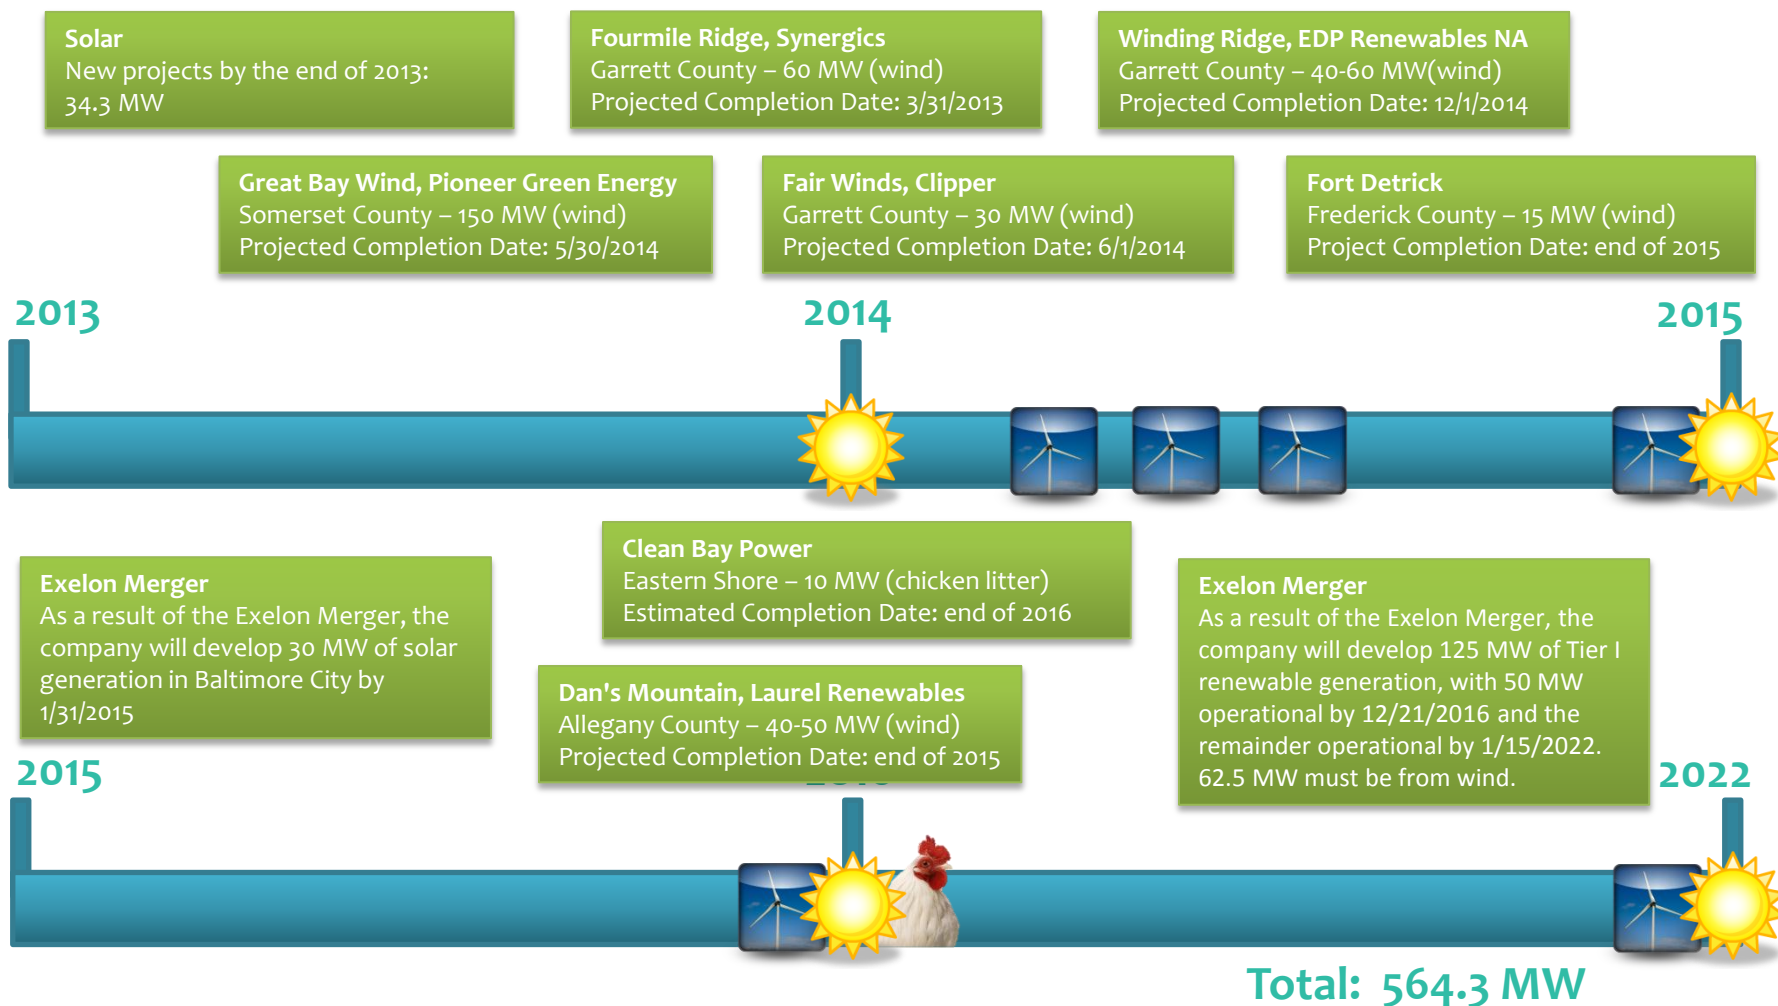 Solar
New projects by the end of 2013:
34.3 MW
Fourmile Ridge, Synergics
Garrett County – 60 MW (wind)
Projected Completion Date: 3/31/2013
Winding Ridge, EDP Renewables NA
Garrett County – 40-60 MW(wind)
Projected Completion Date: 12/1/2014
Great Bay Wind, Pioneer Green Energy
Somerset County – 150 MW (wind)
Projected Completion Date: 5/30/2014
Fair Winds, Clipper
Garrett County – 30 MW (wind)
Projected Completion Date: 6/1/2014
Fort Detrick
Frederick County – 15 MW (wind)
Project Completion Date: end of 2015
2013
2014
2015
Exelon Merger
As a result of the Exelon Merger, the
company will develop 30 MW of solar
generation in Baltimore City by
1/31/2015
Clean Bay Power
Eastern Shore – 10 MW (chicken litter)
Estimated Completion Date: end of 2016
Dan's Mountain, Laurel Renewables
Allegany County – 40-50 MW (wind)
Projected Completion Date: end of 2015
Exelon Merger
As a result of the Exelon Merger, the
company will develop 125 MW of Tier I
renewable generation, with 50 MW
operational by 12/21/2016 and the
remainder operational by 1/15/2022.
62.5 MW must be from wind.
2015
2022
Total: 564.3 MW